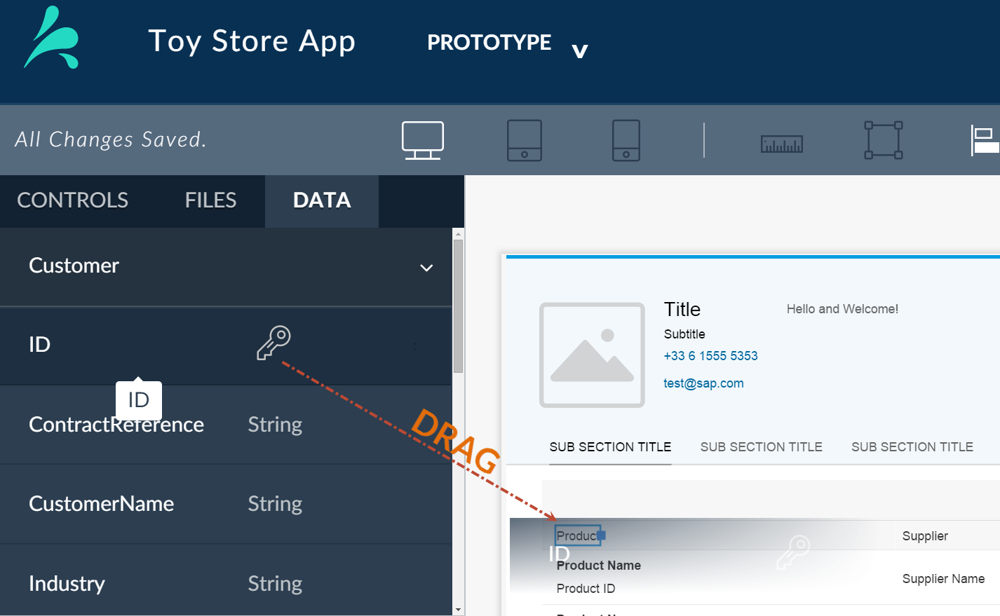 Toy Store App
PROTOTYPE
All Changes Saved.
CONTROLS
FILES
DATA
Customer
ID
ID
ContractReference
String
CustomerName
String
Industry
String
DRAG
Title
Hello and Welcome!
Subtitle
+33 6 1555 5353
test@sap.com
SUB SECTION TITLE
SUB SECTION TITLE
SUB SECTION TITLE
Product
Supplier
ID
Product Name
Product ID
Supplier Name